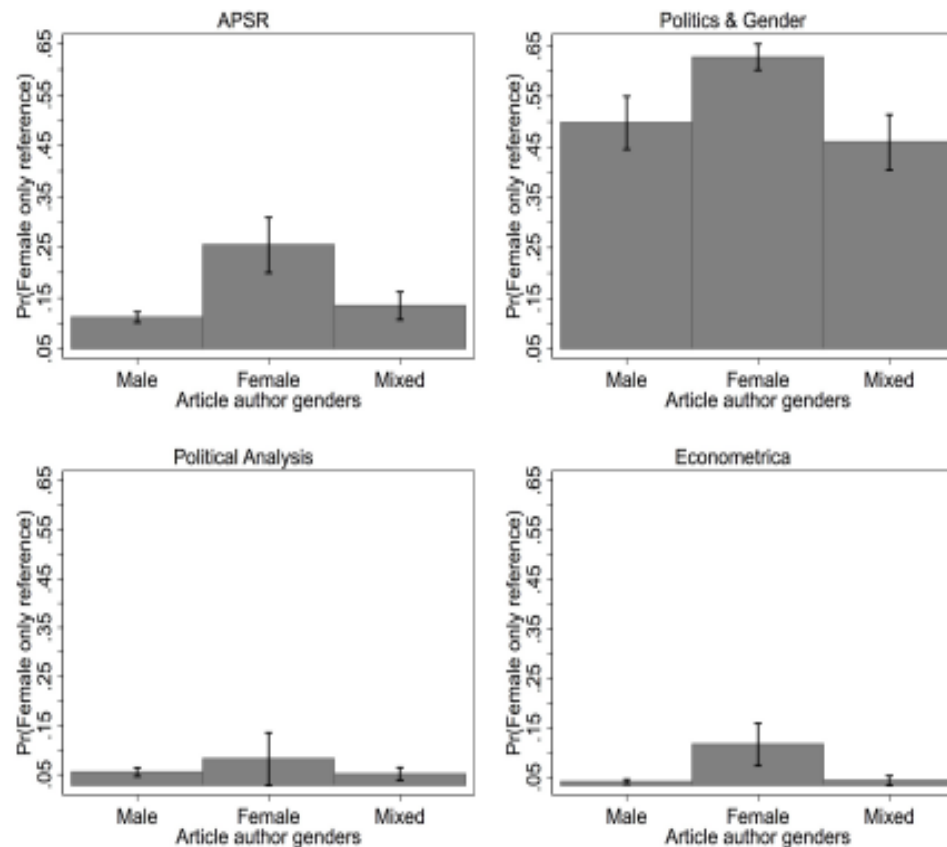 APSR
Pr(Female only reference)
.65
.55
.45
.35
.25
.15
.05
Male Female Mixed
Article author genders
Politics & Gender
Pr(Female only reference)
.65
.55
.45
.35
.25
.15
.05
Male Female Mixed
Article author genders
Political Analysis
Pr(Female only reference)
.65
.55
.45
.35
.25
.15
.05
Male Female Mixed
Article author genders
Econometrica
Pr(Female only reference)
.65
.55
.45
.35
.25
.15
.05
Male Female Mixed
Article author genders